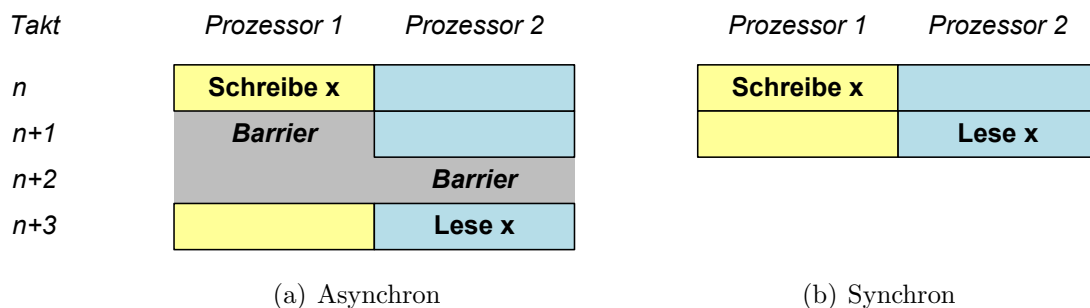 Takt Prozessor 1 Prozessor 2 Prozessor 1 Prozessor 2
n Schreibe x Schreibe x
n+1 Barrier Lese x
n+2 Barrier
n+3 Lese x
(a) Asynchron (b) Synchron